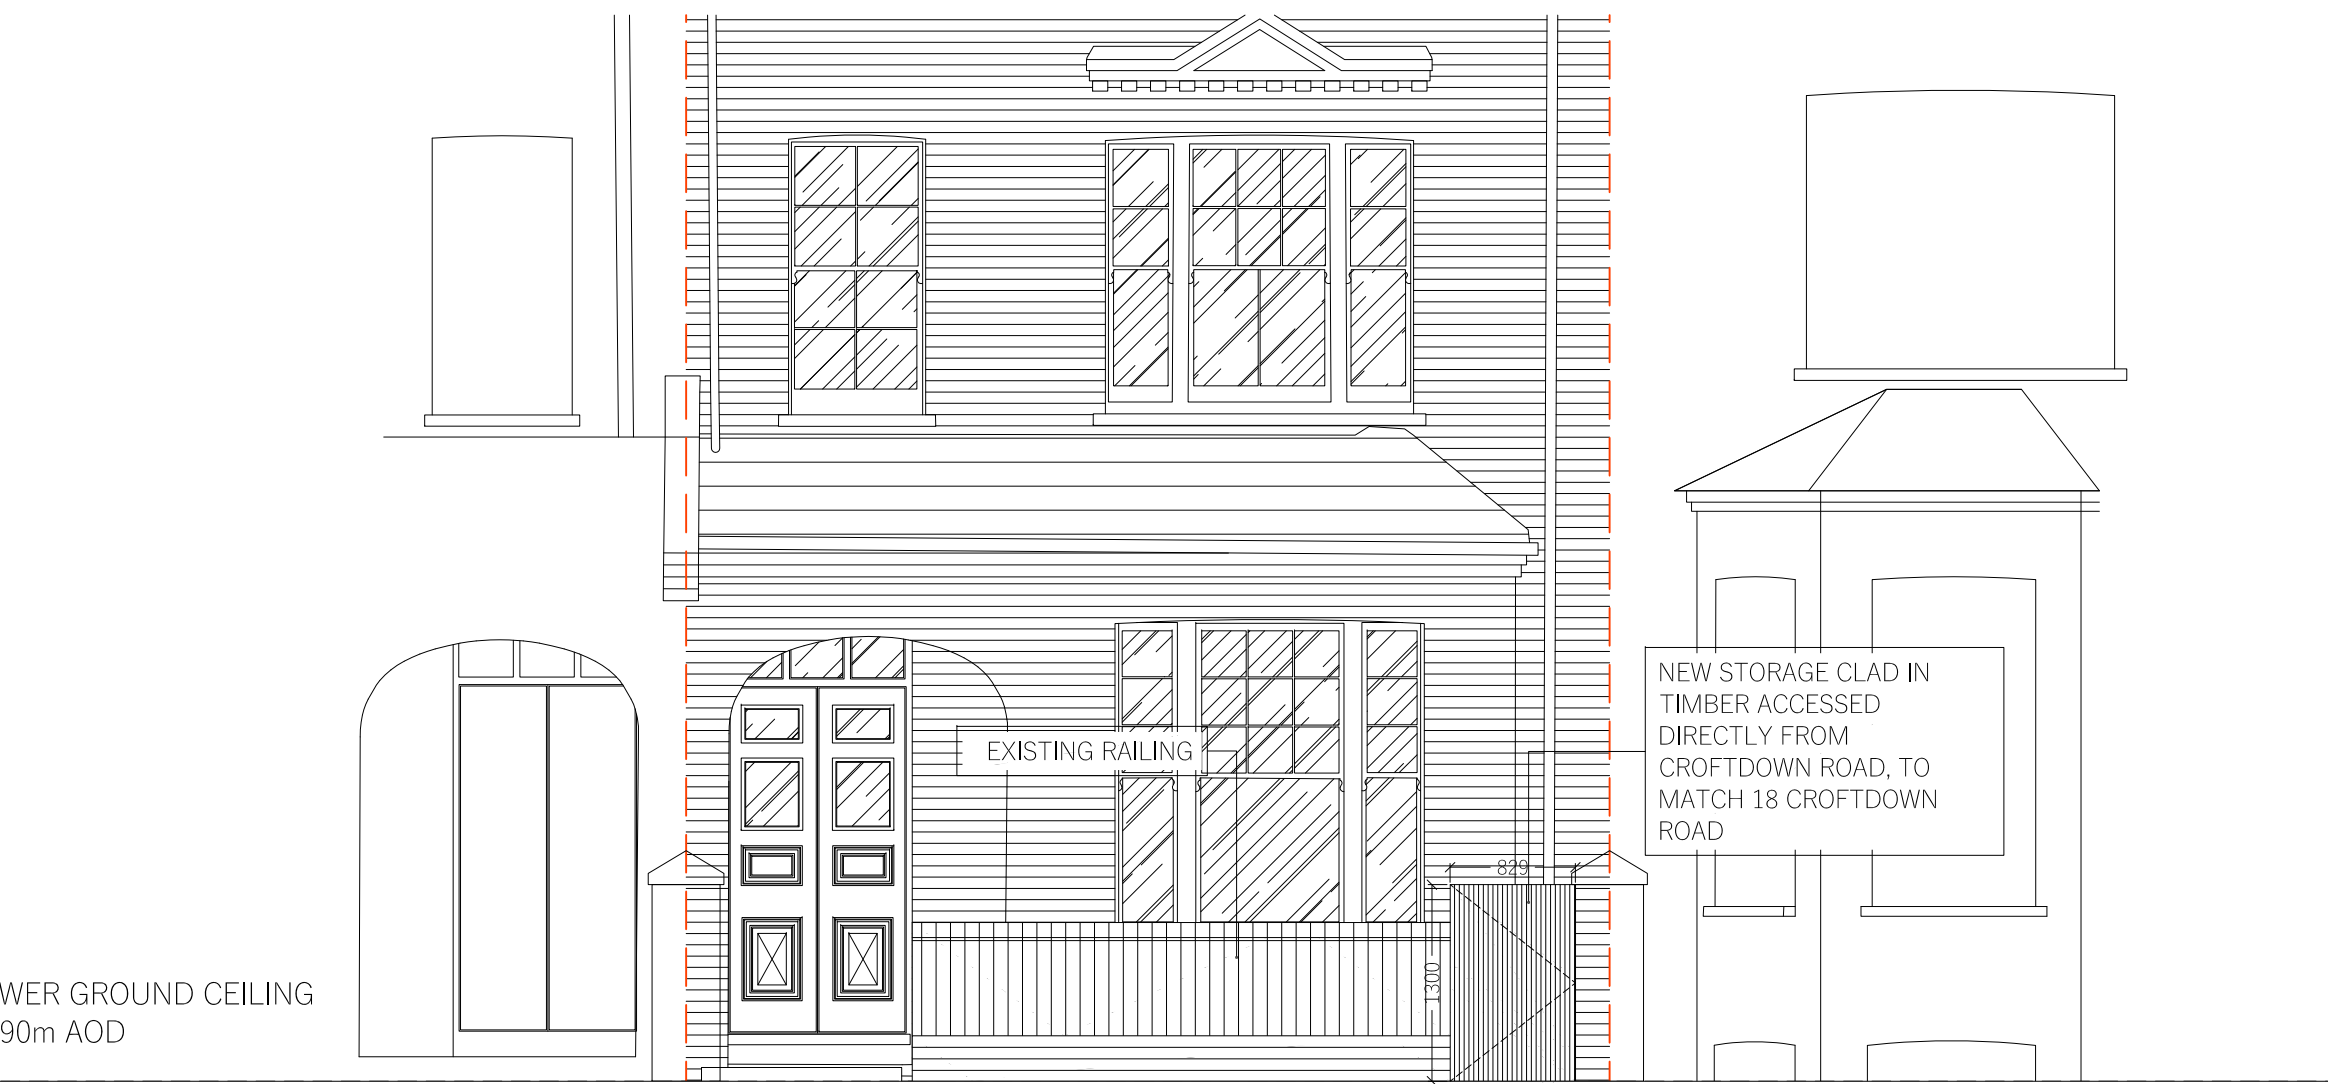 EXISTING RAILING
NEW STORAGE CLAD IN
TIMBER ACCESSED
DIRECTLY FROM
CROFTDOWN ROAD, TO
MATCH 18 CROFTDOWN
ROAD
829
1300
WER GROUND CEILING
90m AOD